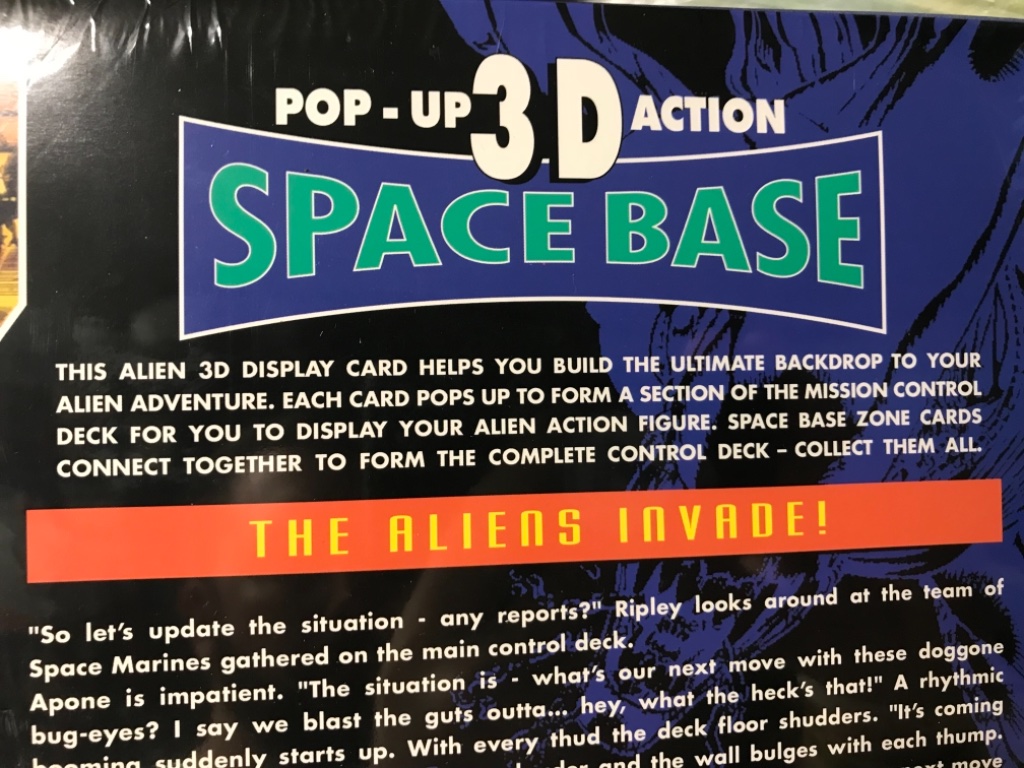 POP - UP 3D ACTION
SPACE BASE
THIS ALIEN 3D DISPLAY CARD HELPS YOU BUILD THE ULTIMATE BACKDROP TO YOUR
ALIEN ADVENTURE. EACH CARD POPS UP TO FORM A SECTION OF THE MISSION CONTROL
DECK FOR YOU TO DISPLAY YOUR ALIEN ACTION FIGURE. SPACE BASE ZONE CARDS
CONNECT TOGETHER TO FORM THE COMPLETE CONTROL DECK – COLLECT THEM ALL.
THE ALIENS INVADE!
"So let's update the situation - any reports?" Ripley looks around at the team of
Space Marines gathered on the main control deck.
Apone is impatient. "The situation is - what's our next move with these doggone
bug-eyes? I say we blast the guts outta... hey, what the heck's that!" A rhythmic
booming suddenly starts up. With every thud the deck floor shudders. "It's coming
and the wall bulges with each thump.
next move